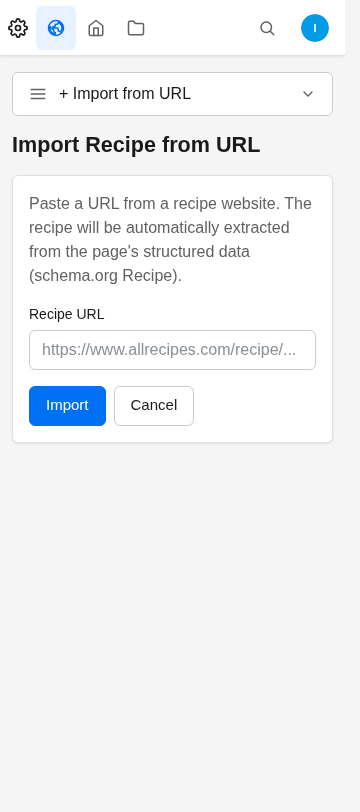 I
+ Import from URL
Import Recipe from URL
Paste a URL from a recipe website. The
recipe will be automatically extracted
from the page's structured data
(schema.org Recipe).
Recipe URL
https://www.allrecipes.com/recipe/...
Import
Cancel